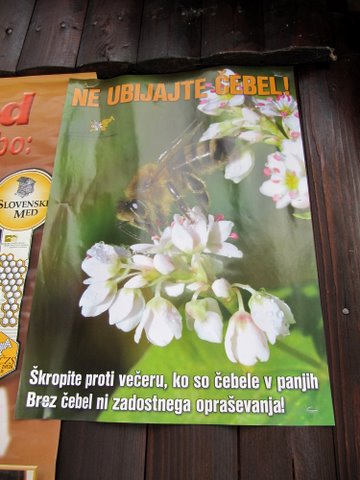 NE UBIJAJTE ČEBEL!
SLOVENSKI
MED
Škropite proti večeru, ko so čebele v panjih
Brez čebel ni zadostnega opraševanja!